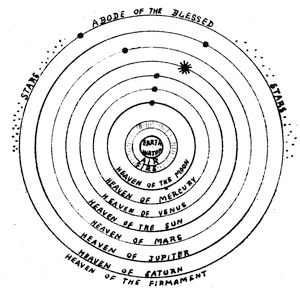 ABODE OF THE BLESSED
STARS
STARS
EARTH
WATER
AIR
FIRE
HEAVEN OF THE MOON
HEAVEN OF MERCURY
HEAVEN OF VENUS
HEAVEN OF THE SUN
HEAVEN OF MARS
HEAVEN OF JUPITER
HEAVEN OF SATURN
HEAVEN OF THE FIRMAMENT